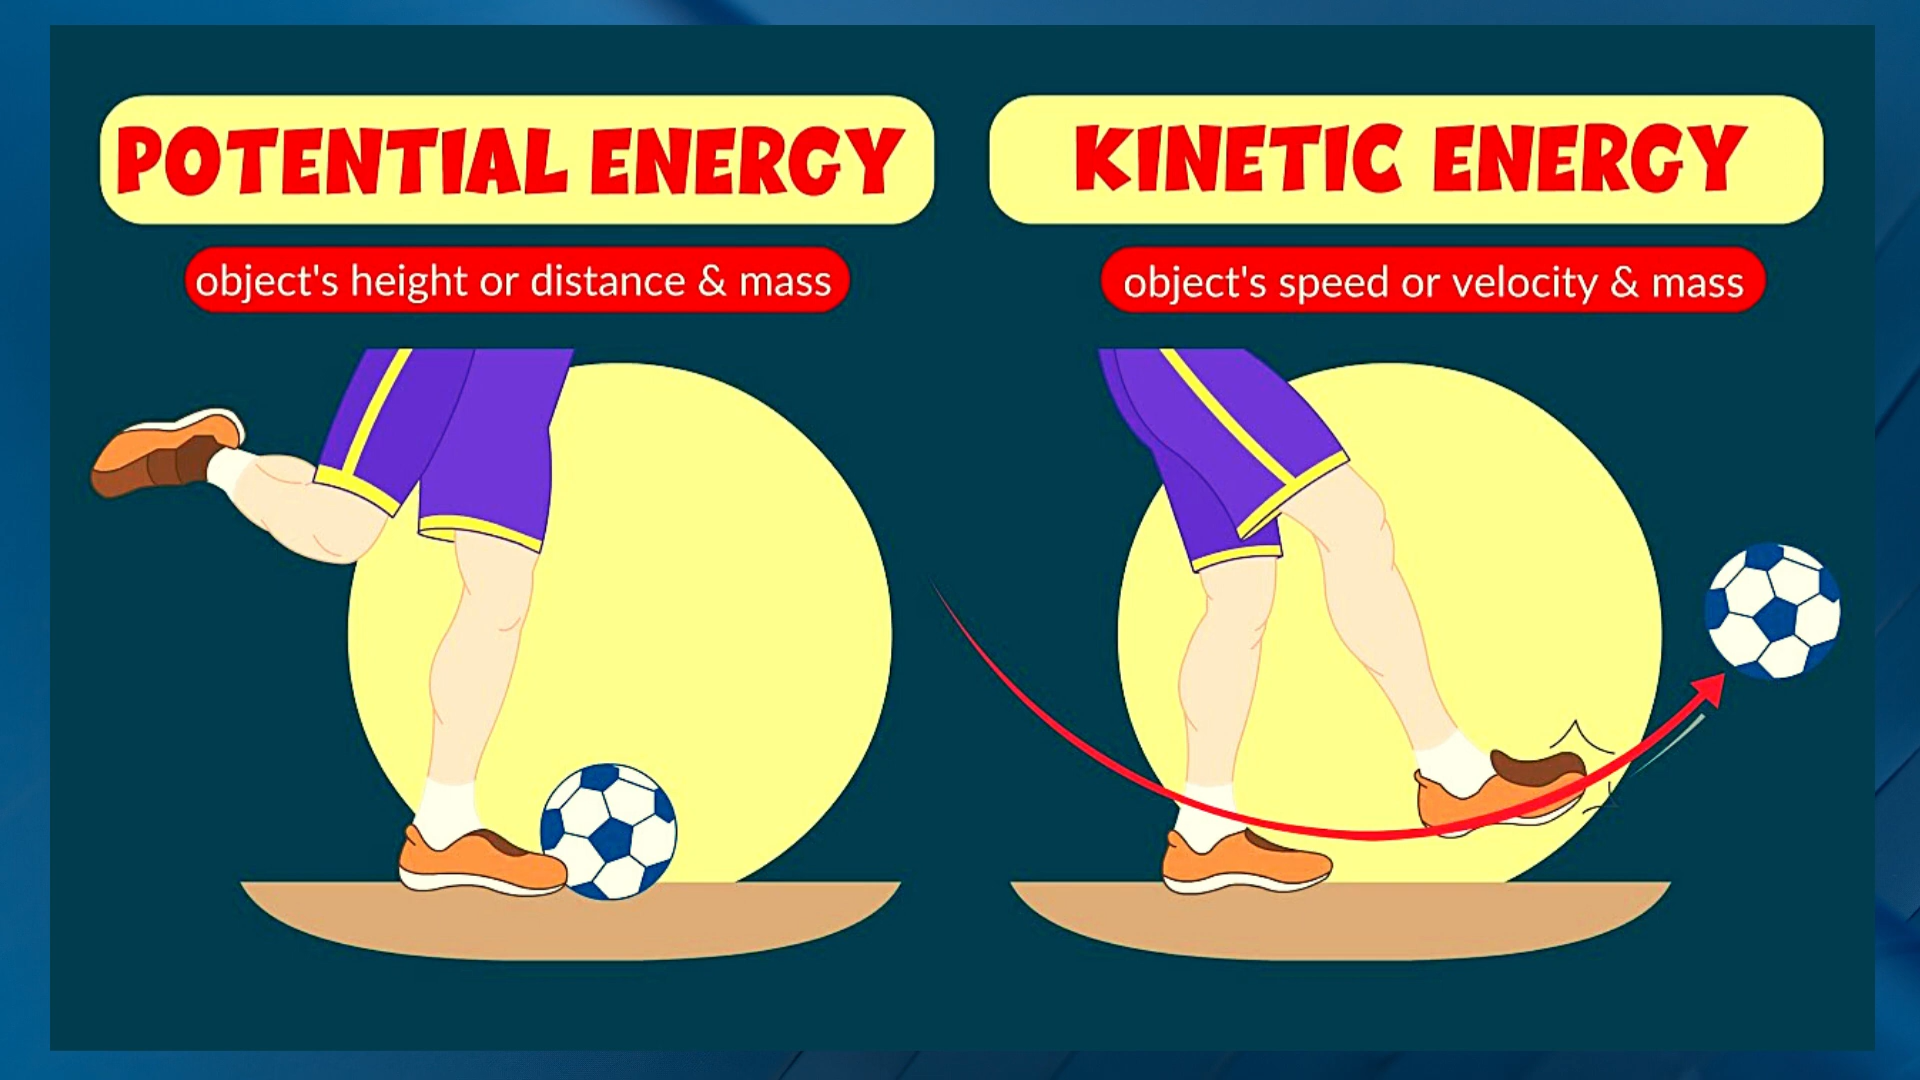 POTENTIAL ENERGY
object's height or distance & mass
KINETIC ENERGY
object's speed or velocity & mass